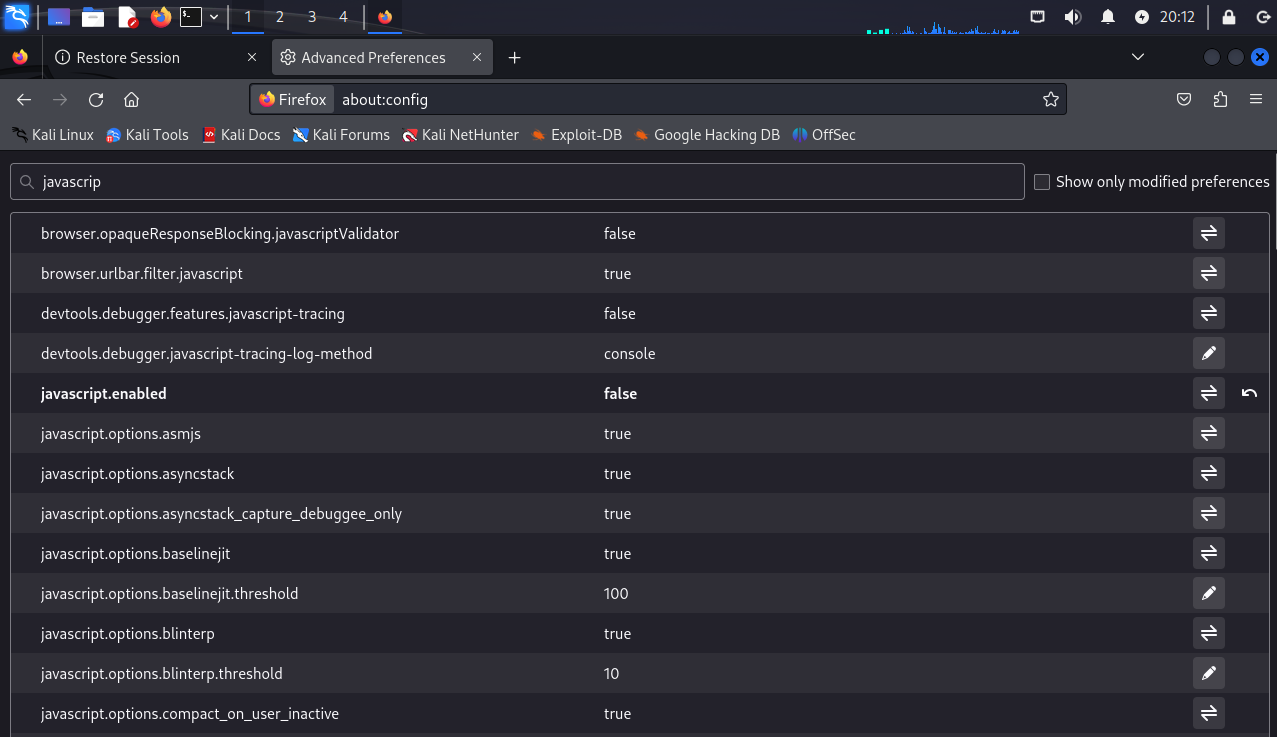 1 2 3 4 20:12
Restore Session Advanced Preferences
Firefox about:config
Kali Linux Kali Tools Kali Docs Kali Forums Kali NetHunter Exploit-DB Google Hacking DB OffSec
javascrip Show only modified preferences
browser.opaqueResponseBlocking.javascriptValidator false
browser.urlbar.filter.javascript true
devtools.debugger.features.javascript-tracing false
devtools.debugger.javascript-tracing-log-method console
javascript.enabled false
javascript.options.asmjs true
javascript.options.asyncstack true
javascript.options.asyncstack_capture_debuggee_only true
javascript.options.baselinejit true
javascript.options.baselinejit.threshold 100
javascript.options.blinterp true
javascript.options.blinterp.threshold 10
javascript.options.compact_on_user_inactive true